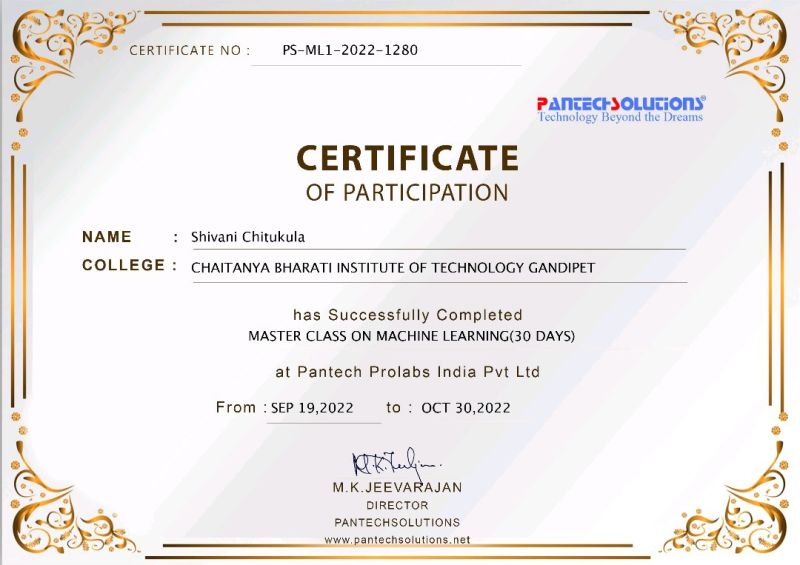 CERTIFICATE NO : PS-ML1-2022-1280
PANTECHSOLUTIONS®
Technology Beyond the Dreams
CERTIFICATE
OF PARTICIPATION
NAME : Shivani Chitukula
COLLEGE : CHAITANYA BHARATI INSTITUTE OF TECHNOLOGY GANDIPET
has Successfully Completed
MASTER CLASS ON MACHINE LEARNING(30 DAYS)
at Pantech Prolabs India Pvt Ltd
From : SEP 19,2022 to : OCT 30,2022
M.K.JEEVARAJAN
DIRECTOR
PANTECHSOLUTIONS
www.pantechsolutions.net